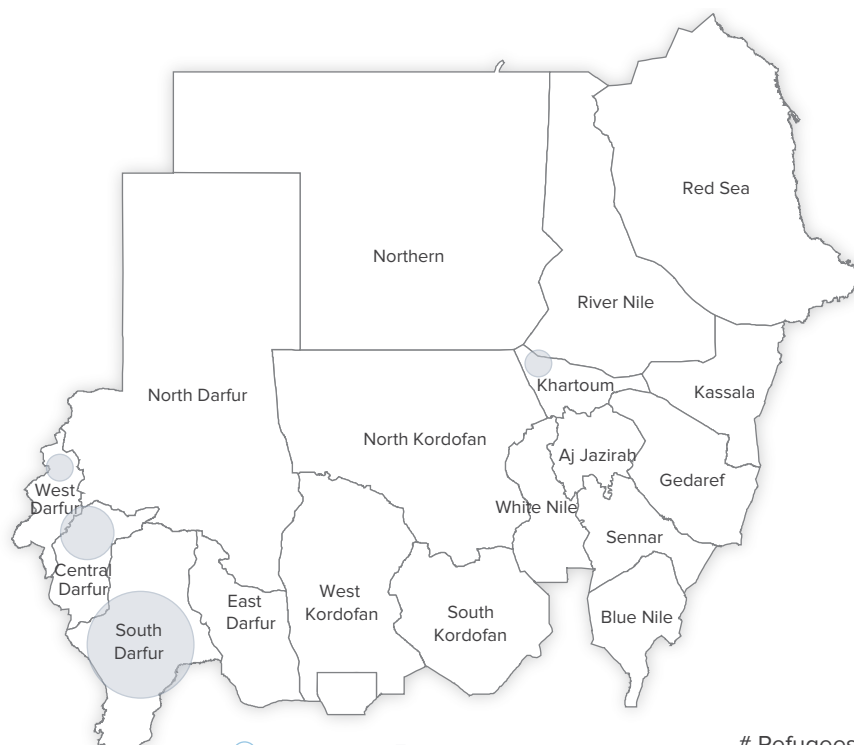 Red Sea
Northern
River Nile
Khartoum
Kassala
North Darfur
North Kordofan
Aj Jazirah
Gedaref
West
Darfur
White Nile
Sennar
Central
Darfur
West
Kordofan
East
Darfur
South
Kordofan
Blue Nile
South
Darfur
# Refugees